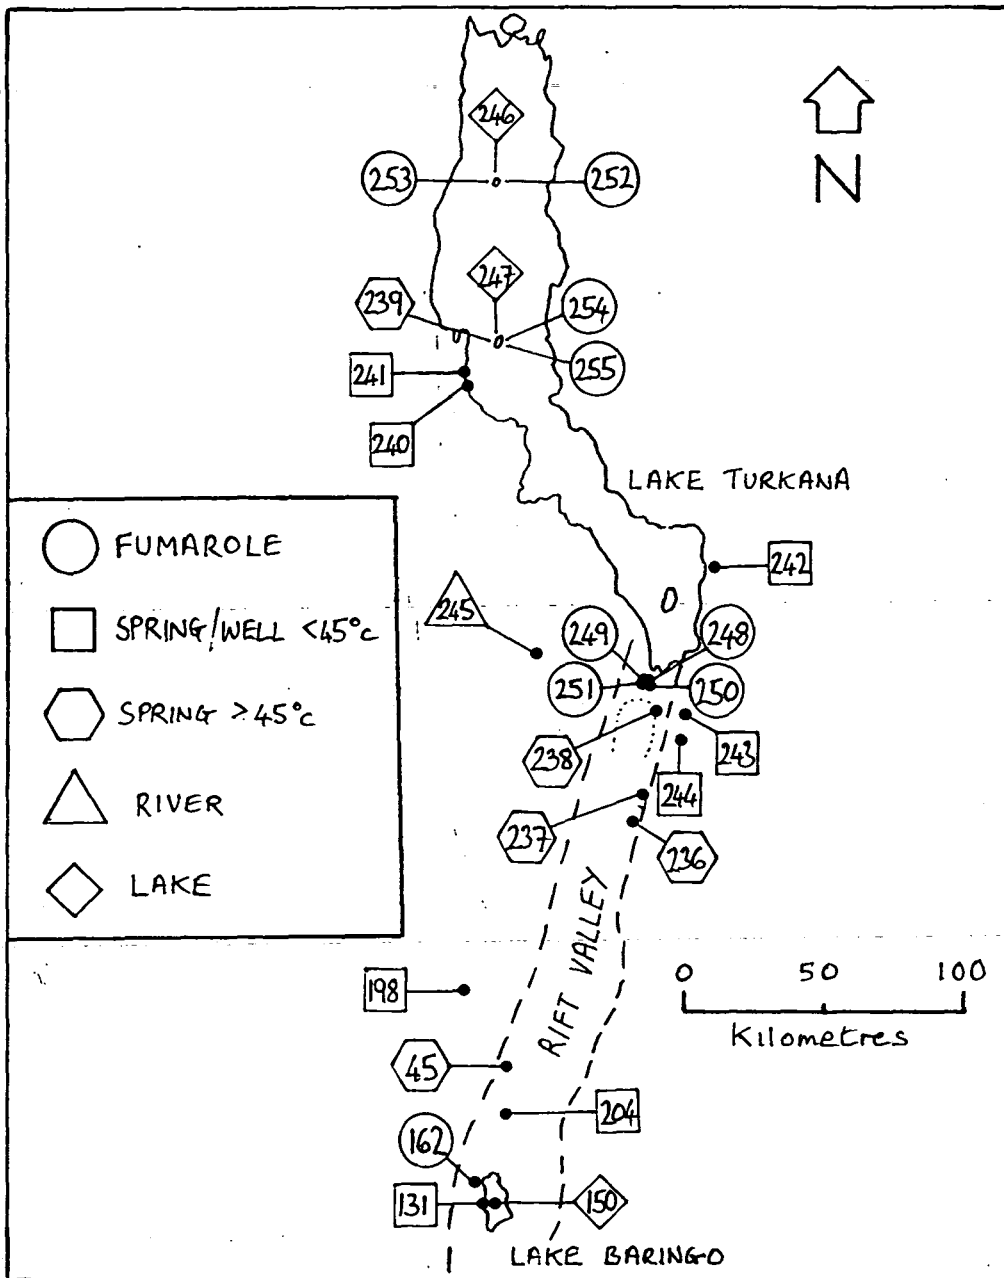 246
253
252
N
247
239
254
255
241
240
LAKE TURKANA
FUMAROLE
SPRING/WELL <45°C
SPRING >45°C
RIVER
LAKE
242
245
249
248
251
250
238
243
244
237
236
RIFT VALLEY
198
0 50 100
Kilometres
45
204
162
131
150
LAKE BARINGO